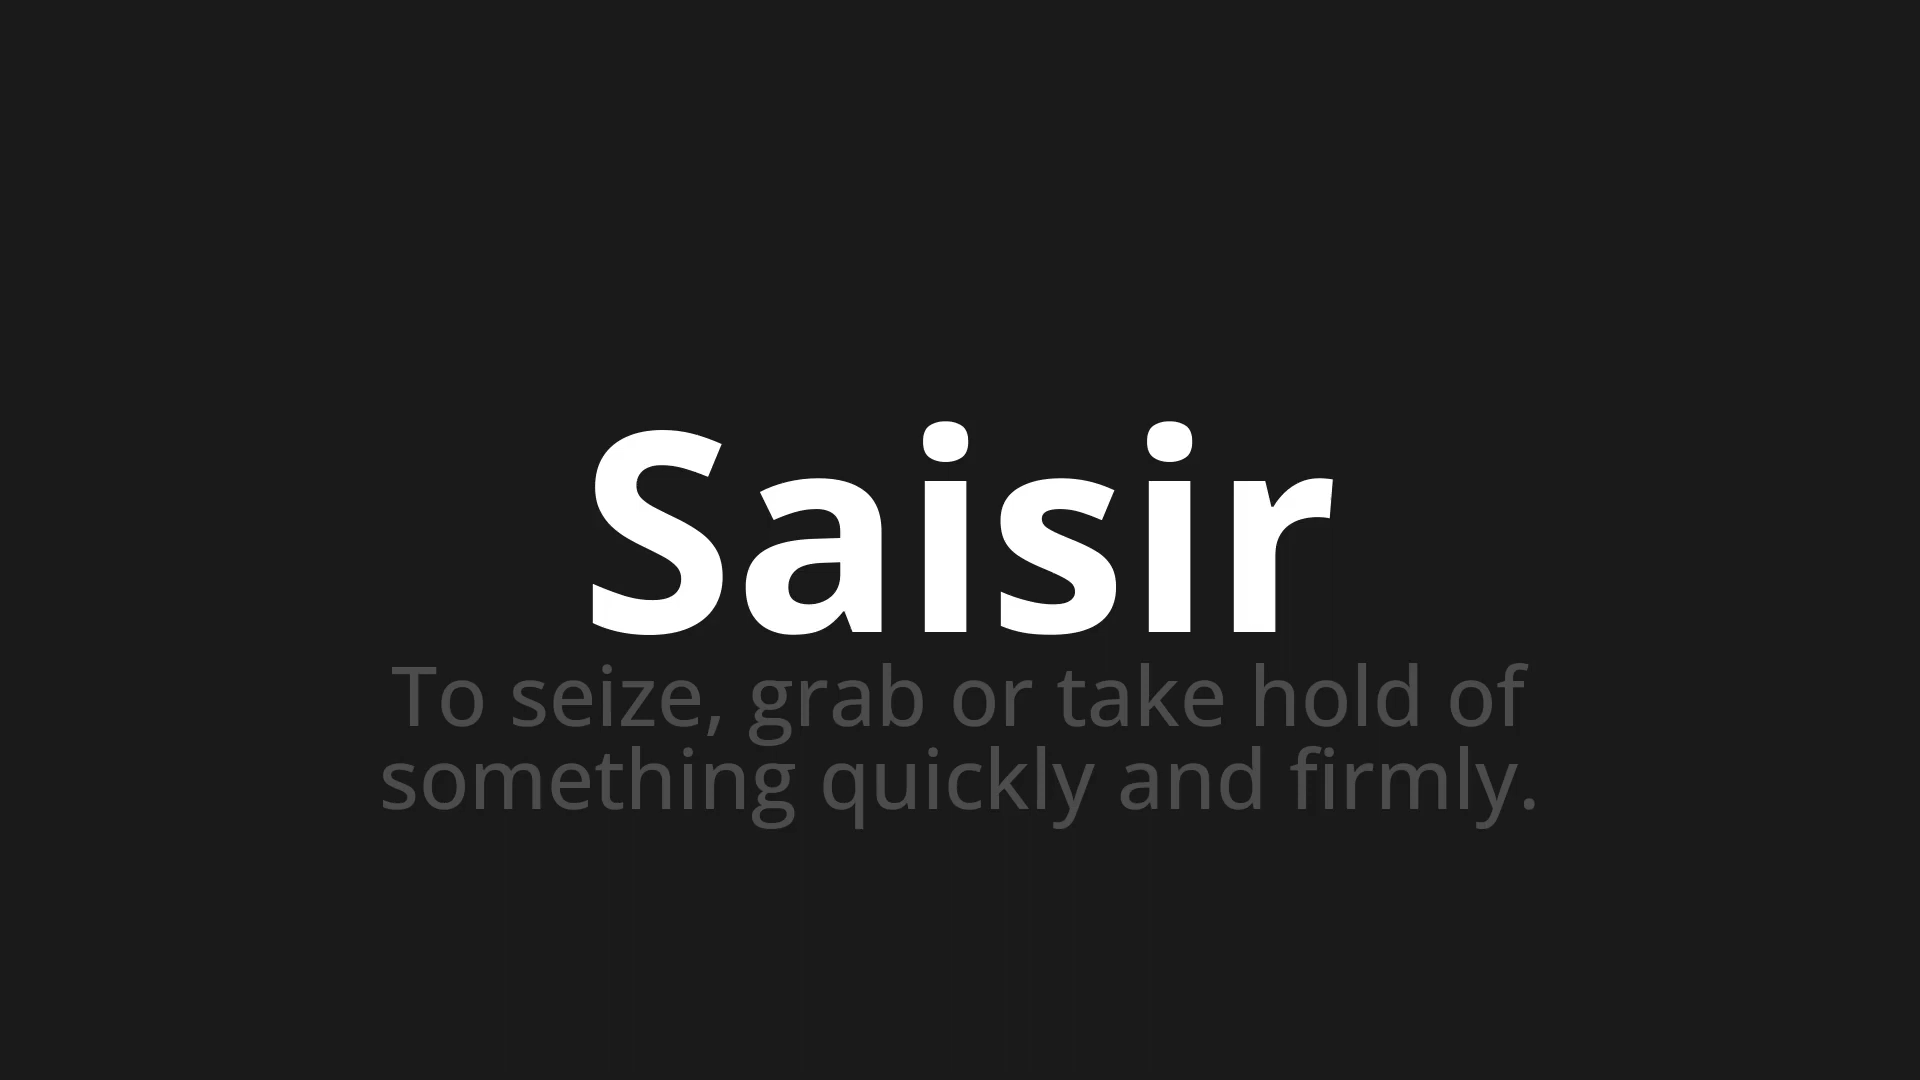 Saisir
To seize, grab or take hold of
something quickly and firmly.